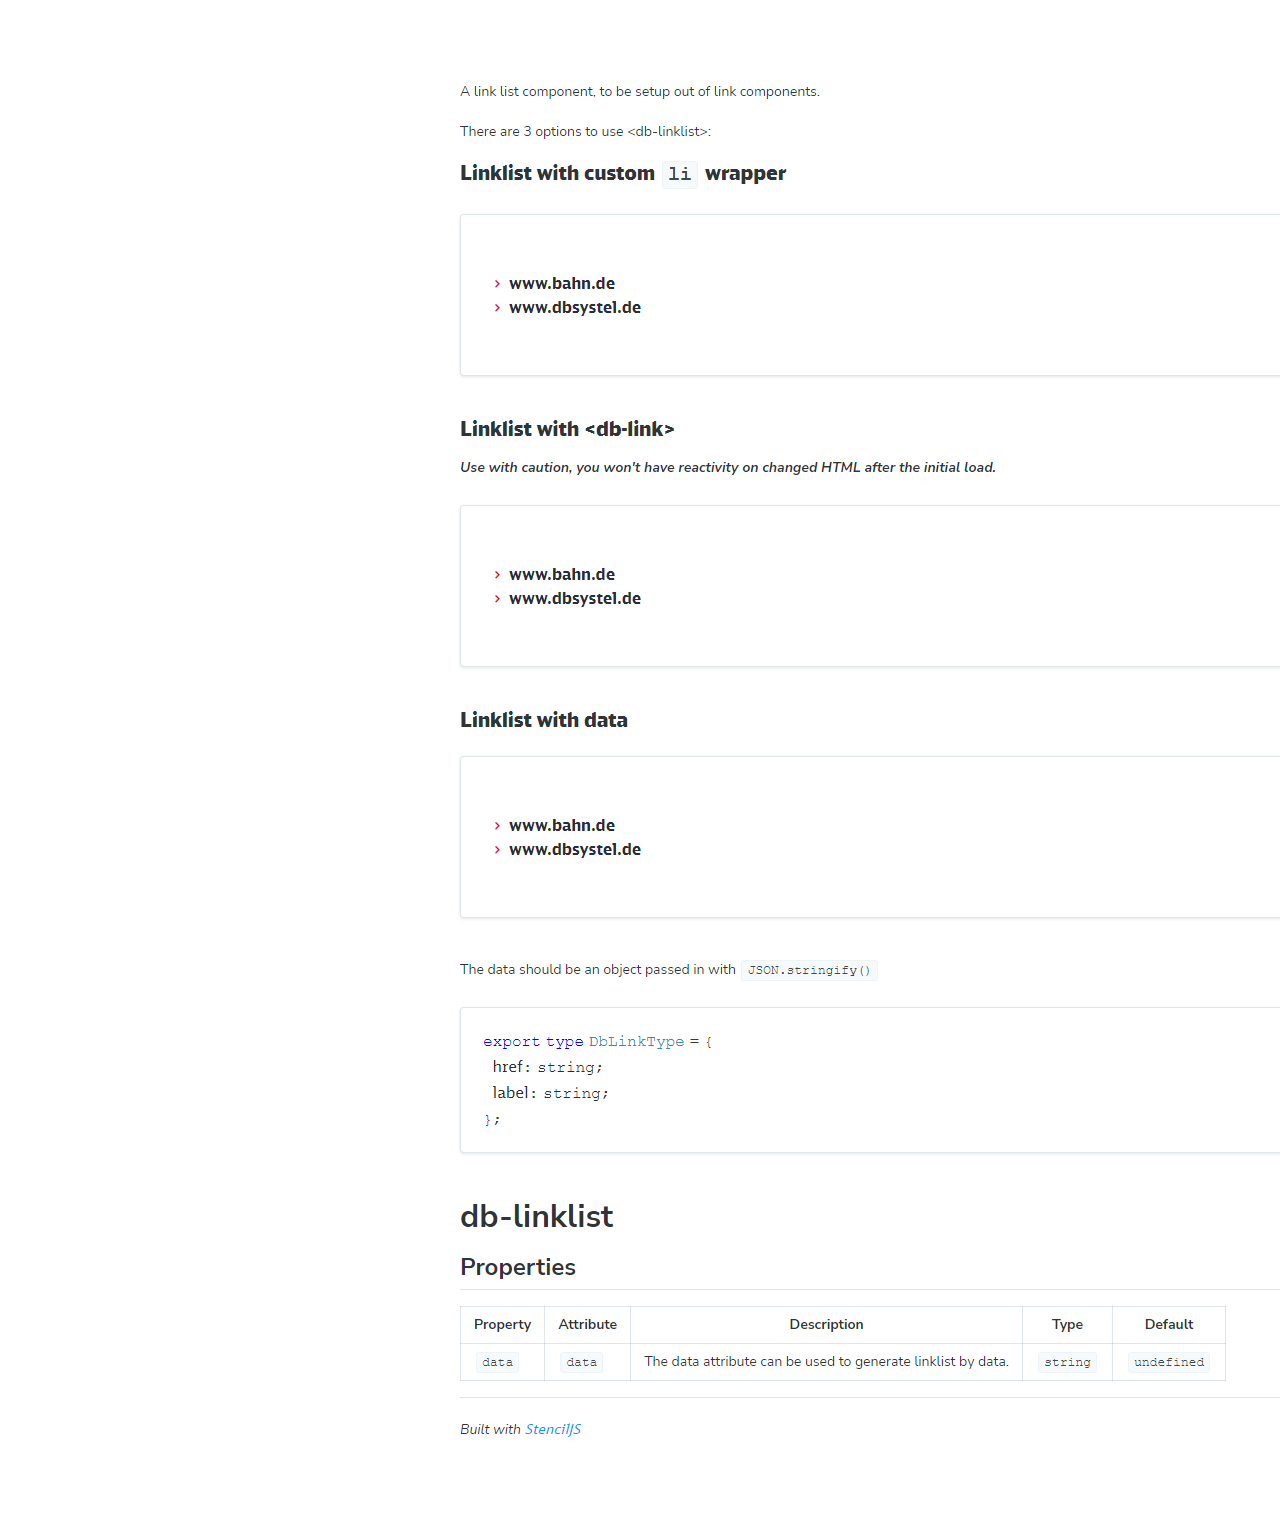 A link list component, to be setup out of link components.
There are 3 options to use <db-linklist>:
Linklist with custom li wrapper
www.bahn.de
www.dbsystel.de
Linklist with <db-link>
Use with caution, you won't have reactivity on changed HTML after the initial load.
www.bahn.de
www.dbsystel.de
Linklist with data
www.bahn.de
www.dbsystel.de
The data should be an object passed in with JSON.stringify()
export type DbLinkType = {
href: string;
label: string;
};
db-linklist
Properties
Property Attribute Description Type Default
data data The data attribute can be used to generate linklist by data. string undefined
Built with StencilJS